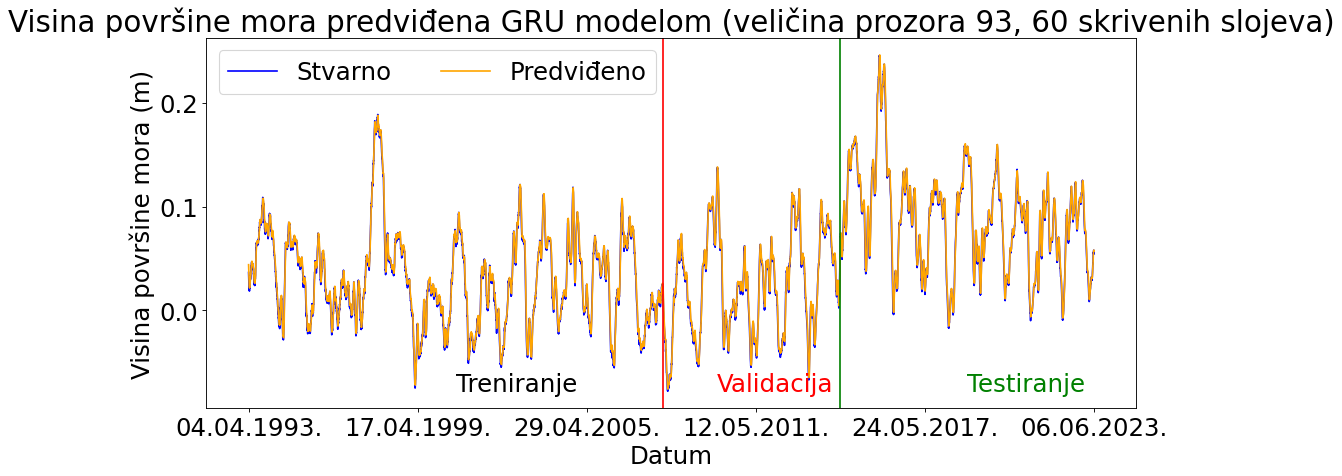 Visina površine mora predviđena GRU modelom (veličina prozora 93, 60 skrivenih slojeva)
Stvarno Predviđeno
Visina površine mora (m)
0.2
0.1
0.0
Treniranje Validacija Testiranje
04.04.1993. 17.04.1999. 29.04.2005. 12.05.2011. 24.05.2017. 06.06.2023.
Datum